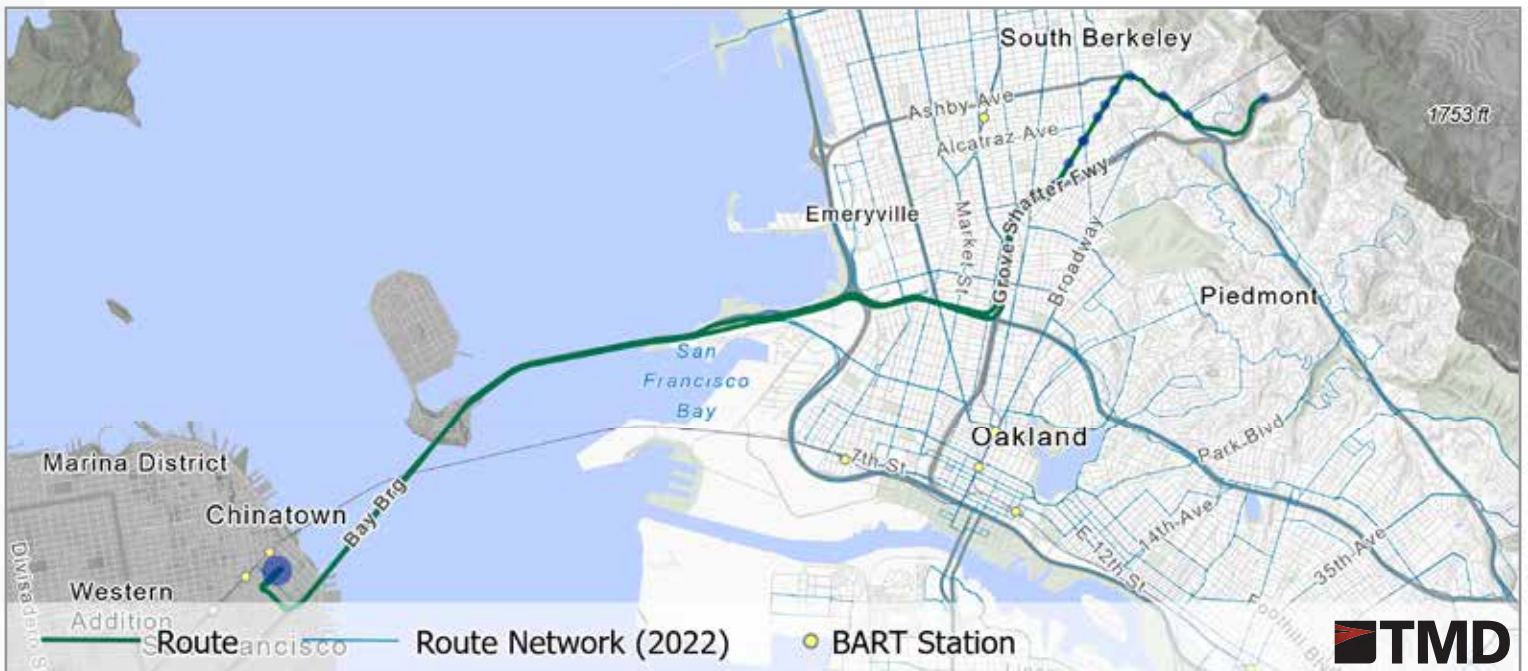 South Berkeley
1753 ft
Ashby Ave
Alcatraz Ave
Emeryville
Market St
Grove Shafter Fwy
Broadway
Piedmont
San
Francisco
Bay
Oakland
Park Blvd
Marina District
7th St
Chinatown
Bay Brg
14th Ave
E 12th St
35th Ave
Western
Addition
Route
Route Network (2022)
BART Station
TMD